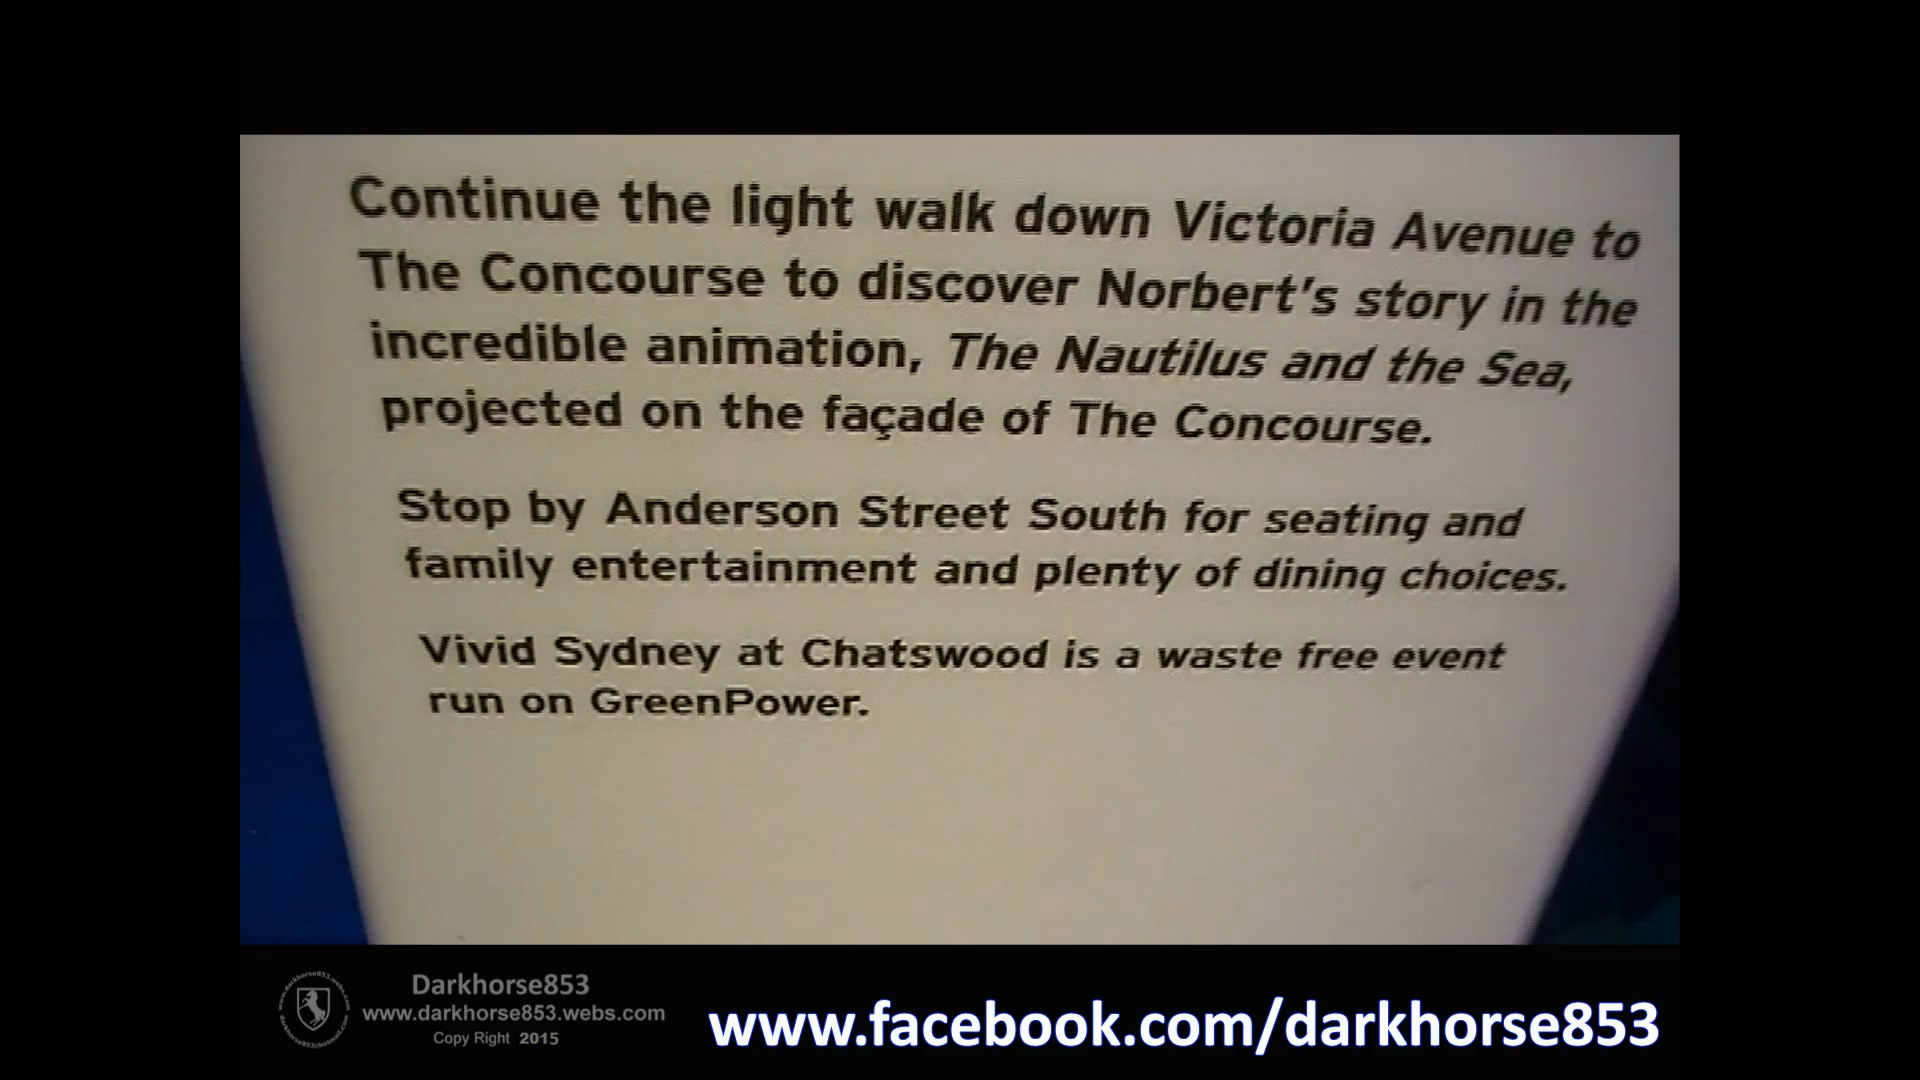 Continue the light walk down Victoria Avenue to
The Concourse to discover Norbert's story in the
incredible animation, The Nautilus and the Sea,
projected on the façade of The Concourse.
Stop by Anderson Street South for seating and
family entertainment and plenty of dining choices.
Vivid Sydney at Chatswood is a waste free event
run on GreenPower.
Darkhorse853
www.darkhorse853.webs.com
Copy Right 2015
www.facebook.com/darkhorse853